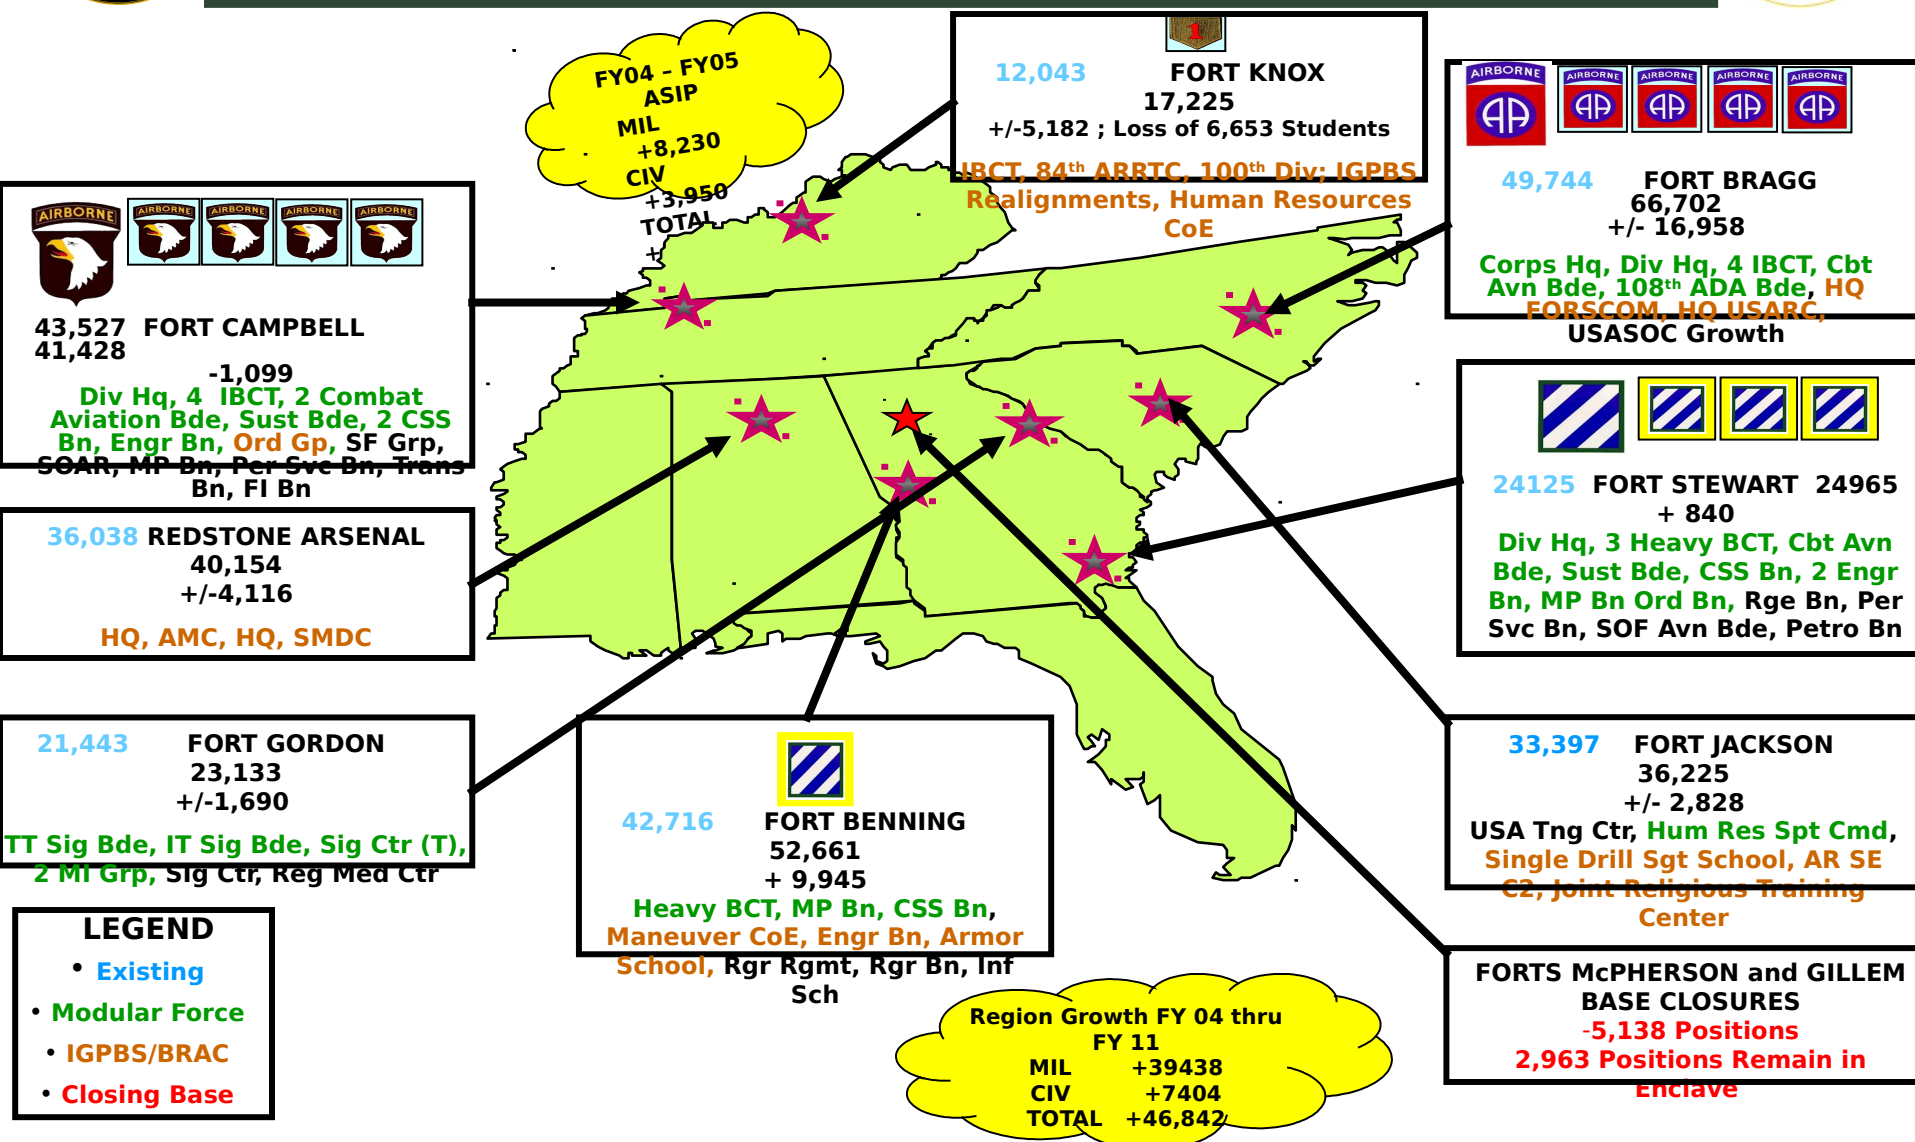 FY04 – FY05
ASIP
MIL
+8,230
CIV
+3,950
TOTAL
+
1
12,043 FORT KNOX
17,225
+/-5,182 ; Loss of 6,653 Students
IBCT, 84th ARRTC, 100th Div; IGPBS
Realignments, Human Resources
CoE
AIRBORNE AIRBORNE AIRBORNE AIRBORNE AIRBORNE
AA AA AA AA AA
49,744 FORT BRAGG
66,702
+/- 16,958
Corps Hq, Div Hq, 4 IBCT, Cbt
Avn Bde, 108th ADA Bde, HQ
FORSCOM, HQ USARC,
USASOC Growth
AIRBORNE AIRBORNE AIRBORNE AIRBORNE AIRBORNE
43,527 FORT CAMPBELL
41,428
-1,099
Div Hq, 4 IBCT, 2 Combat
Aviation Bde, Sust Bde, 2 CSS
Bn, Engr Bn, Ord Gp, SF Grp,
SOAR, MP Bn, Per Svc Bn, Trans
Bn, FI Bn
24125 FORT STEWART 24965
+ 840
Div Hq, 3 Heavy BCT, Cbt Avn
Bde, Sust Bde, CSS Bn, 2 Engr
Bn, MP Bn Ord Bn, Rge Bn, Per
Svc Bn, SOF Avn Bde, Petro Bn
36,038 REDSTONE ARSENAL
40,154
+/-4,116
HQ, AMC, HQ, SMDC
21,443 FORT GORDON
23,133
+/-1,690
TT Sig Bde, IT Sig Bde, Sig Ctr (T),
2 MI Grp, Sig Ctr, Reg Med Ctr
42,716 FORT BENNING
52,661
+ 9,945
Heavy BCT, MP Bn, CSS Bn,
Maneuver CoE, Engr Bn, Armor
School, Rgr Rgmt, Rgr Bn, Inf
Sch
33,397 FORT JACKSON
36,225
+/- 2,828
USA Tng Ctr, Hum Res Spt Cmd,
Single Drill Sgt School, AR SE
C2, Joint Religious Training
Center
LEGEND
• Existing
• Modular Force
• IGPBS/BRAC
• Closing Base
Region Growth FY 04 thru
FY 11
MIL +39438
CIV +7404
TOTAL +46,842
FORTS McPHERSON and GILLEM
BASE CLOSURES
-5,138 Positions
2,963 Positions Remain in
Enclave